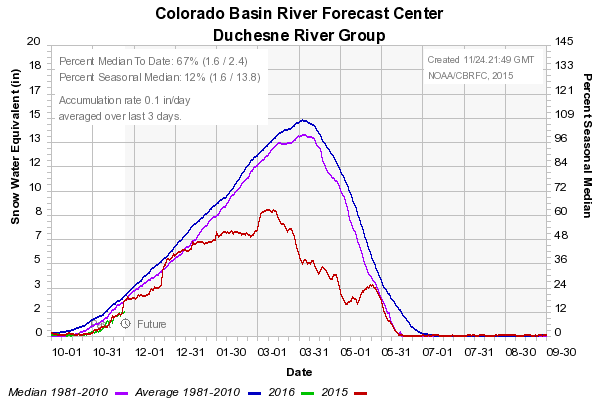 Colorado Basin River Forecast Center
Duchesne River Group
Percent Median To Date: 67% (1.6 / 2.4)
Percent Seasonal Median: 12% (1.6 / 13.8)
Accumulation rate 0.1 in/day
averaged over last 3 days.
Created 11/24.21:49 GMT
NOAA/CBRFC, 2015
Snow Water Equivalent (in)
20
18
16
15
13
12
10
8
7
5
3
2
0
Percent Seasonal Median
145
133
121
109
96
84
72
60
48
36
24
12
0
Future
10-01 10-31 12-01 12-31 01-30 03-01 03-31 05-01 05-31 07-01 07-31 08-30 09-30
Date
Median 1981-2010 Average 1981-2010 2016 2015